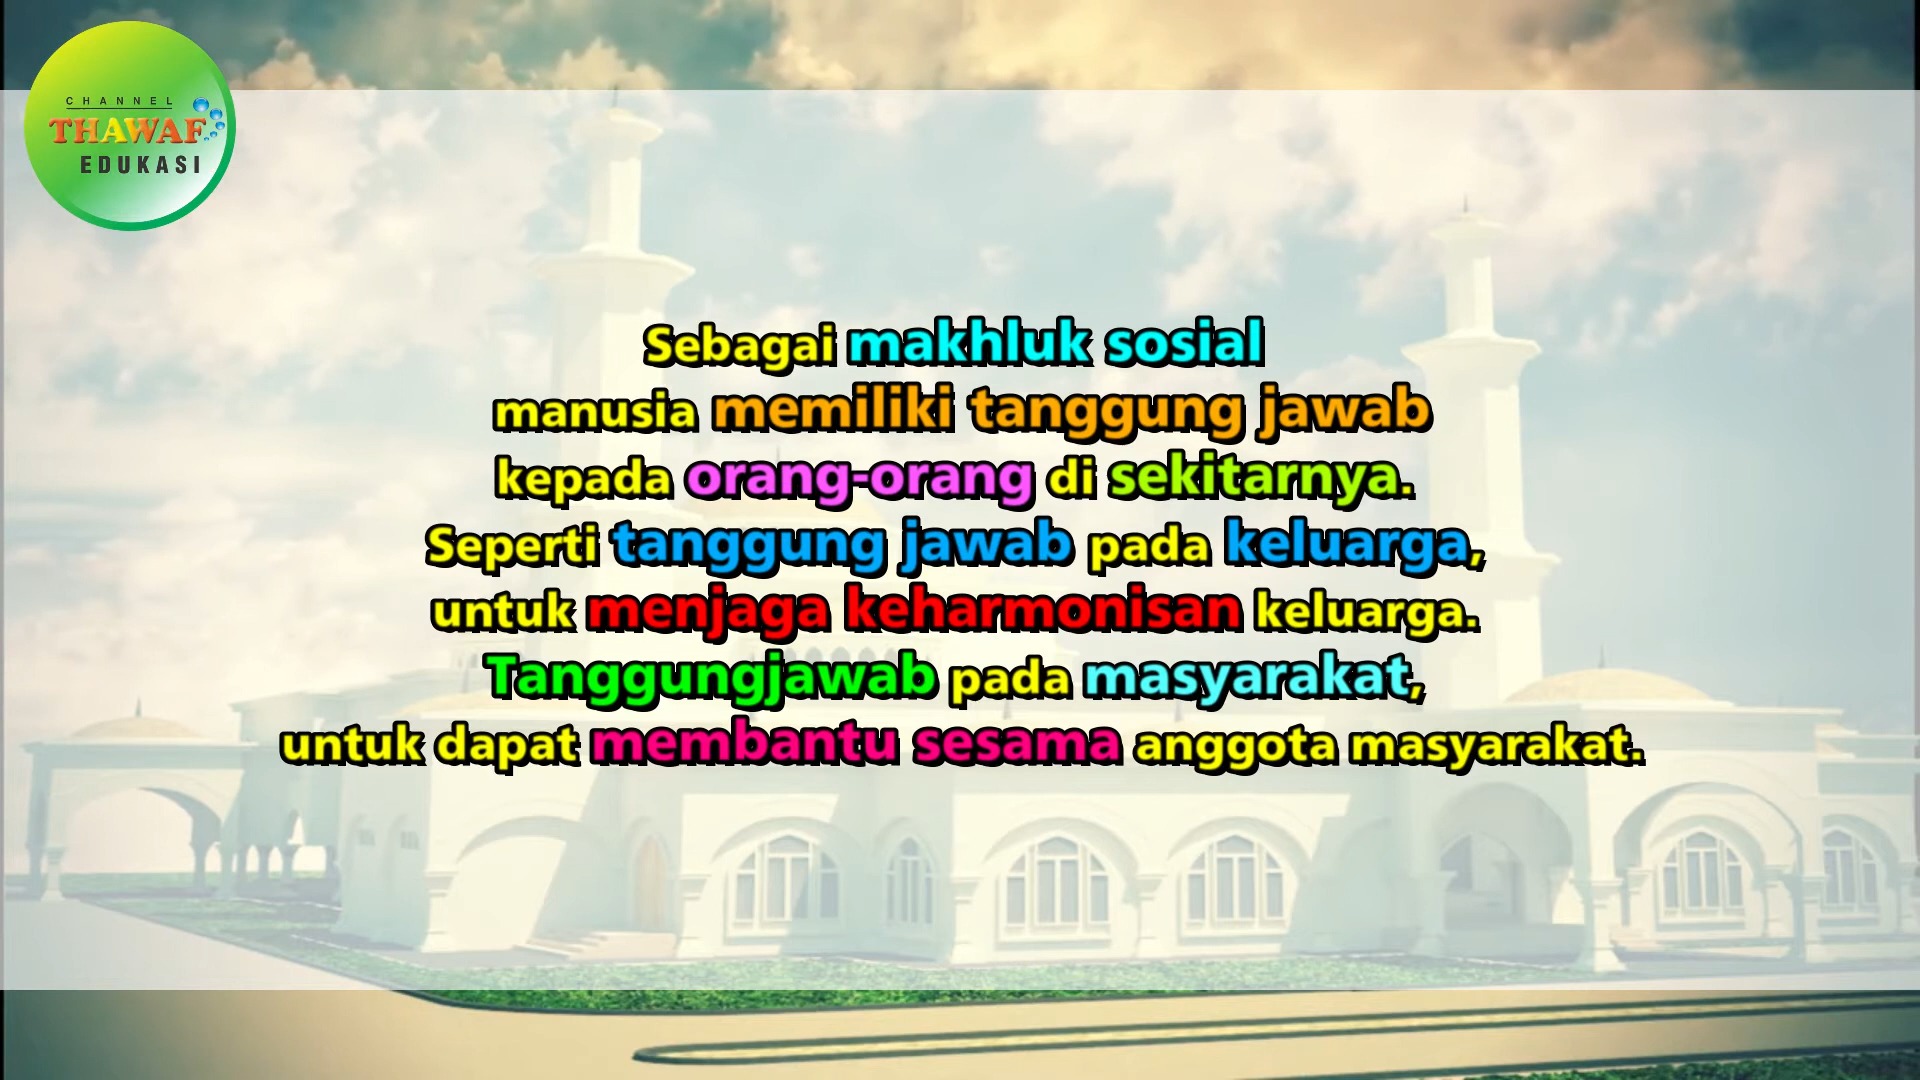 CHANNEL
THAWAF
EDUKASI
Sebagai makhluk sosial
manusia memiliki tanggung jawab
kepada orang-orang di sekitarnya.
Seperti tanggung jawab pada keluarga,
untuk menjaga keharmonisan keluarga.
Tanggungjawab pada masyarakat,
untuk dapat membantu sesama anggota masyarakat.